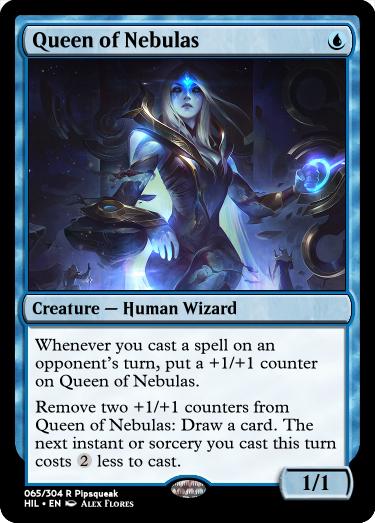 Queen of Nebulas
Creature — Human Wizard
Whenever you cast a spell on an
opponent's turn, put a +1/+1 counter
on Queen of Nebulas.
Remove two +1/+1 counters from
Queen of Nebulas: Draw a card. The
next instant or sorcery you cast this turn
costs 2 less to cast.
1/1
065/304 R Pipsqueak
HIL • EN Alex Flores